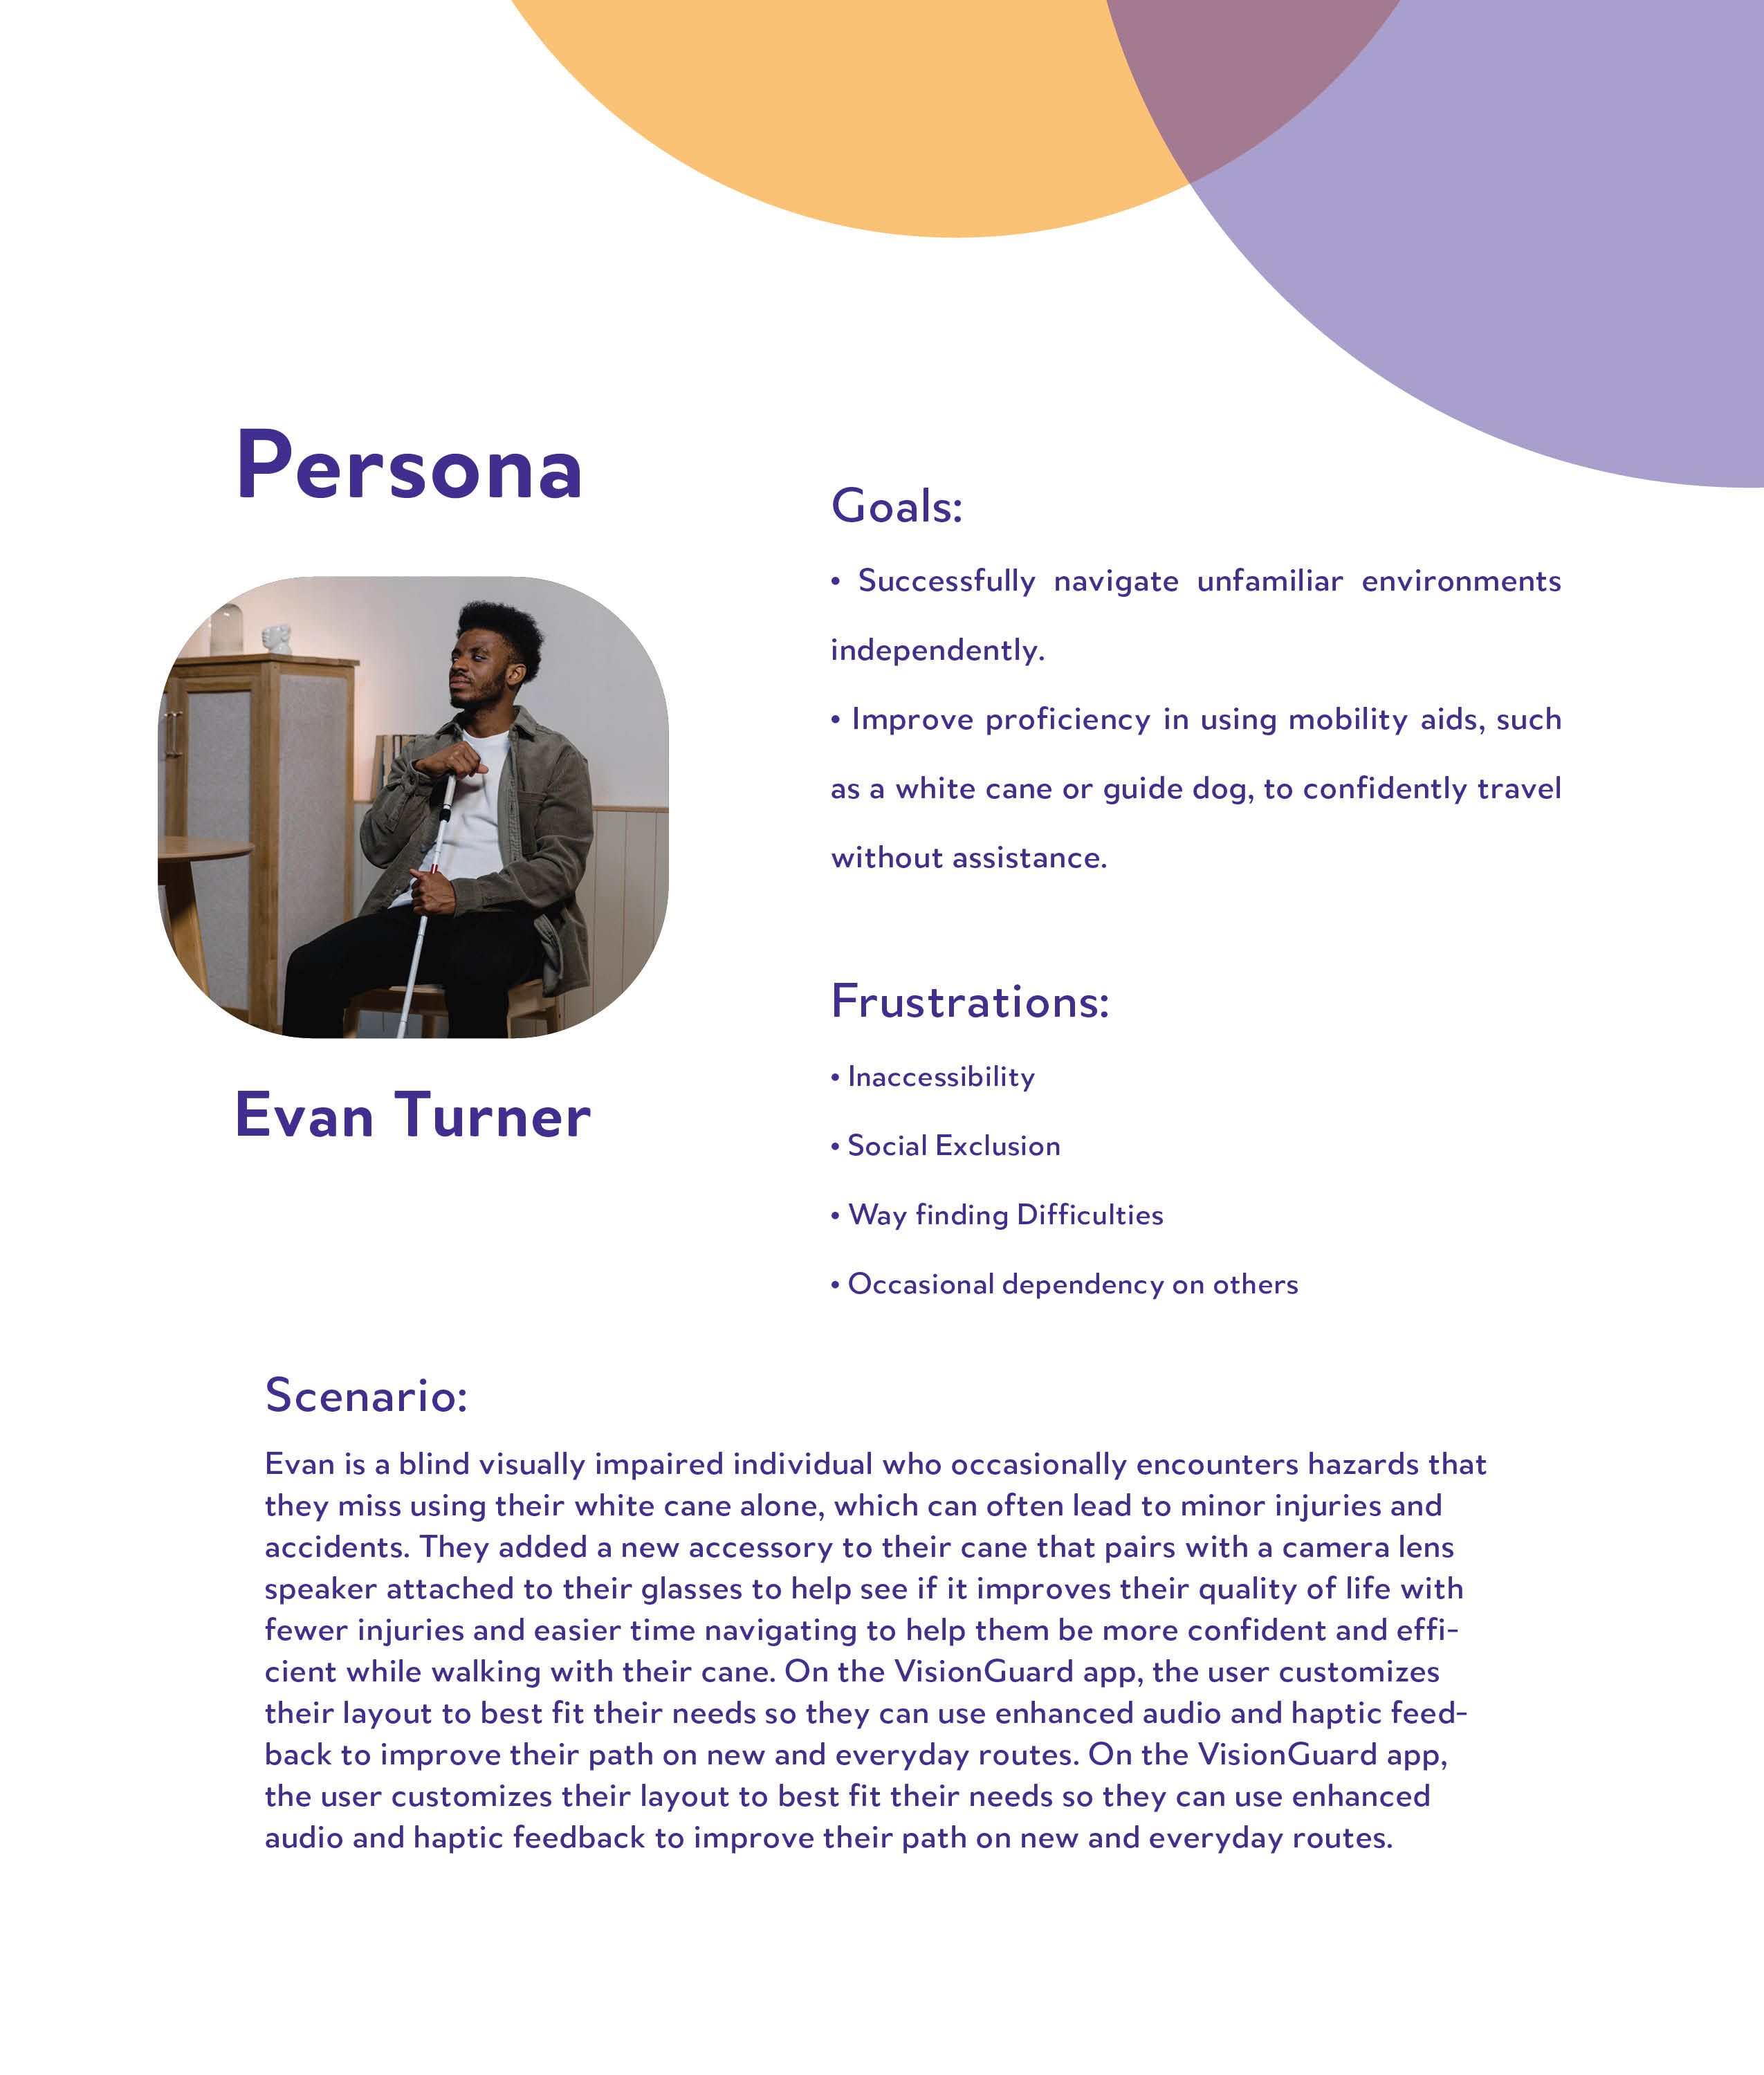 Persona
Evan Turner
Goals:
• Successfully navigate unfamiliar environments
independently.
• Improve proficiency in using mobility aids, such
as a white cane or guide dog, to confidently travel
without assistance.
Frustrations:
• Inaccessibility
• Social Exclusion
• Way finding Difficulties
• Occasional dependency on others
Scenario:
Evan is a blind visually impaired individual who occasionally encounters hazards that
they miss using their white cane alone, which can often lead to minor injuries and
accidents. They added a new accessory to their cane that pairs with a camera lens
speaker attached to their glasses to help see if it improves their quality of life with
fewer injuries and easier time navigating to help them be more confident and effi-
cient while walking with their cane. On the VisionGuard app, the user customizes
their layout to best fit their needs so they can use enhanced audio and haptic feed-
back to improve their path on new and everyday routes. On the VisionGuard app,
the user customizes their layout to best fit their needs so they can use enhanced
audio and haptic feedback to improve their path on new and everyday routes.